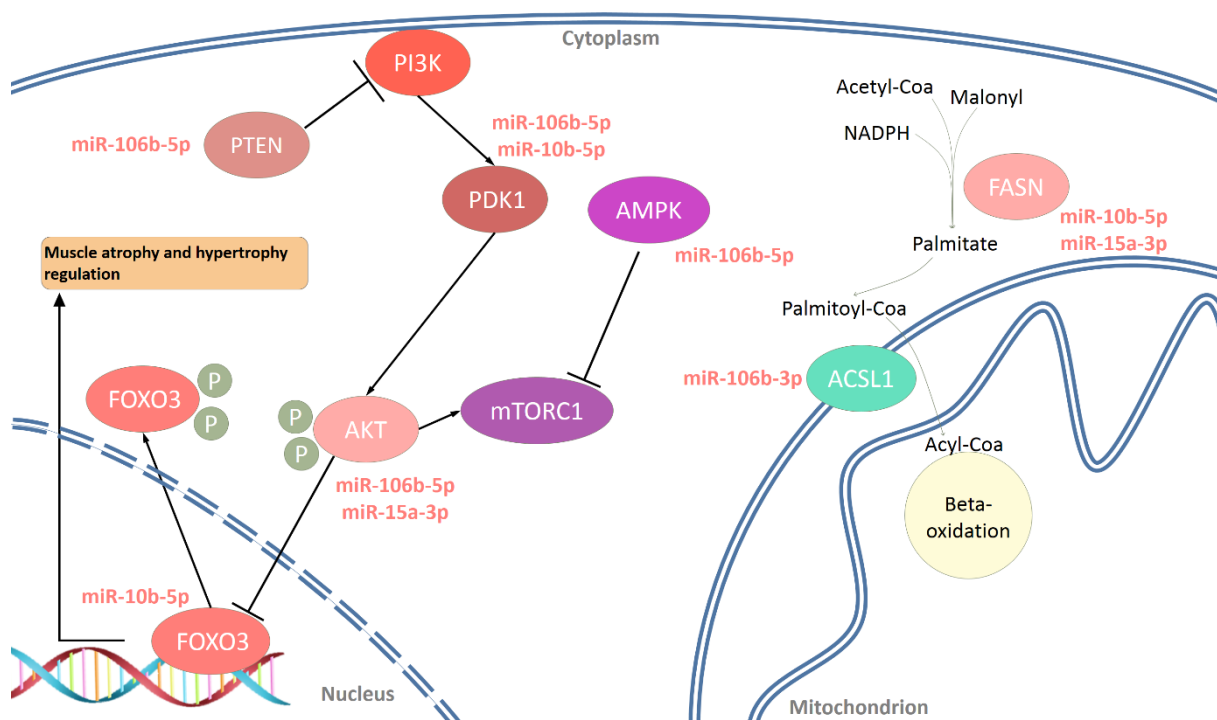 Cytoplasm
PI3K
Acetyl-Coa
Malonyl
miR-106b-5p
PTEN
miR-106b-5p
miR-10b-5p
NADPH
FASN
PDK1
AMPK
miR-10b-5p
miR-15a-3p
Muscle atrophy and hypertrophy
regulation
miR-106b-5p
Palmitate
Palmitoyl-Coa
FOXO3
P
P
miR-106b-3p
ACSL1
mTORC1
P
P
AKT
Acyl-Coa
miR-106b-5p
miR-15a-3p
Beta-
oxidation
miR-10b-5p
FOXO3
Nucleus
Mitochondrion